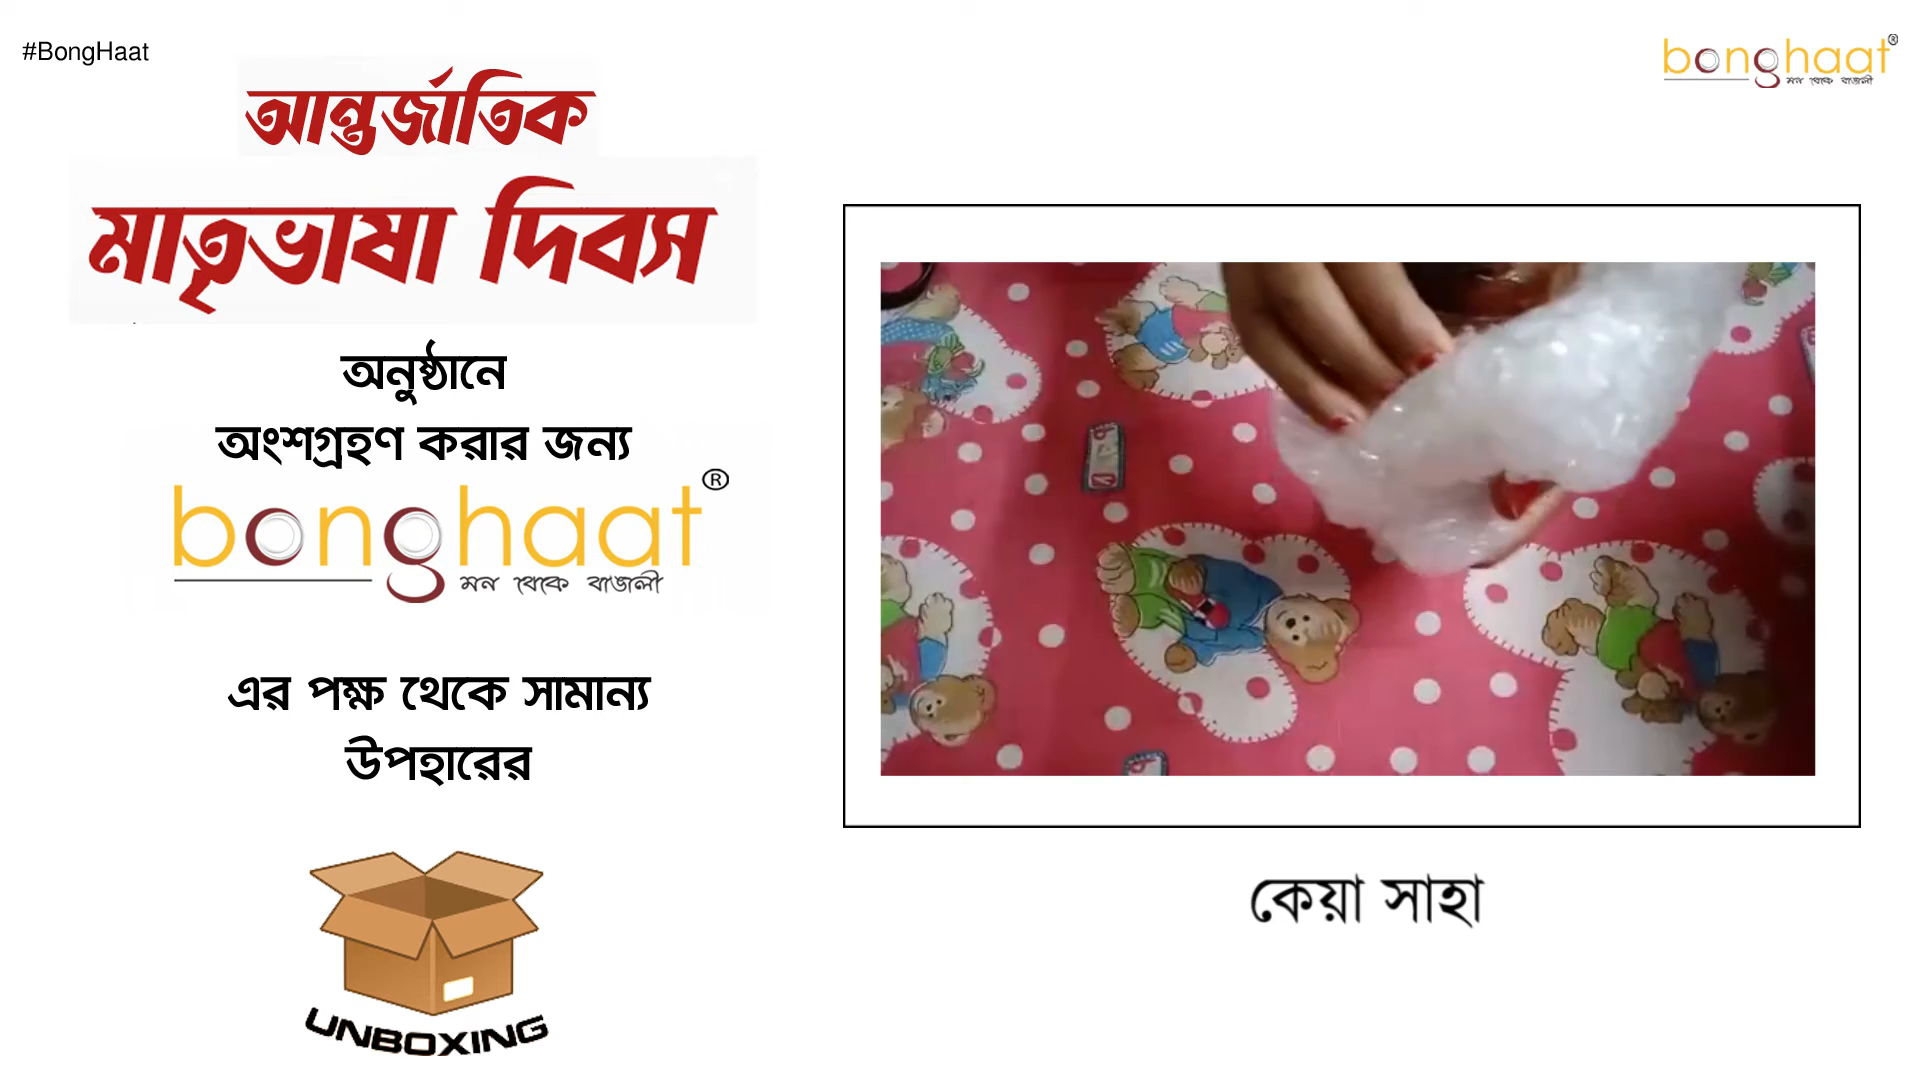 #BongHaat
bonghaat®
মন থেকে বাঙালী
আন্তর্জাতিক
মাতৃভাষা দিবস
অনুষ্ঠানে
অংশগ্রহণ করার জন্য
bonghaat®
মন থেকে বাঙালী
এর পক্ষ থেকে সামান্য
উপহারের
UNBOXING
কেয়া সাহা